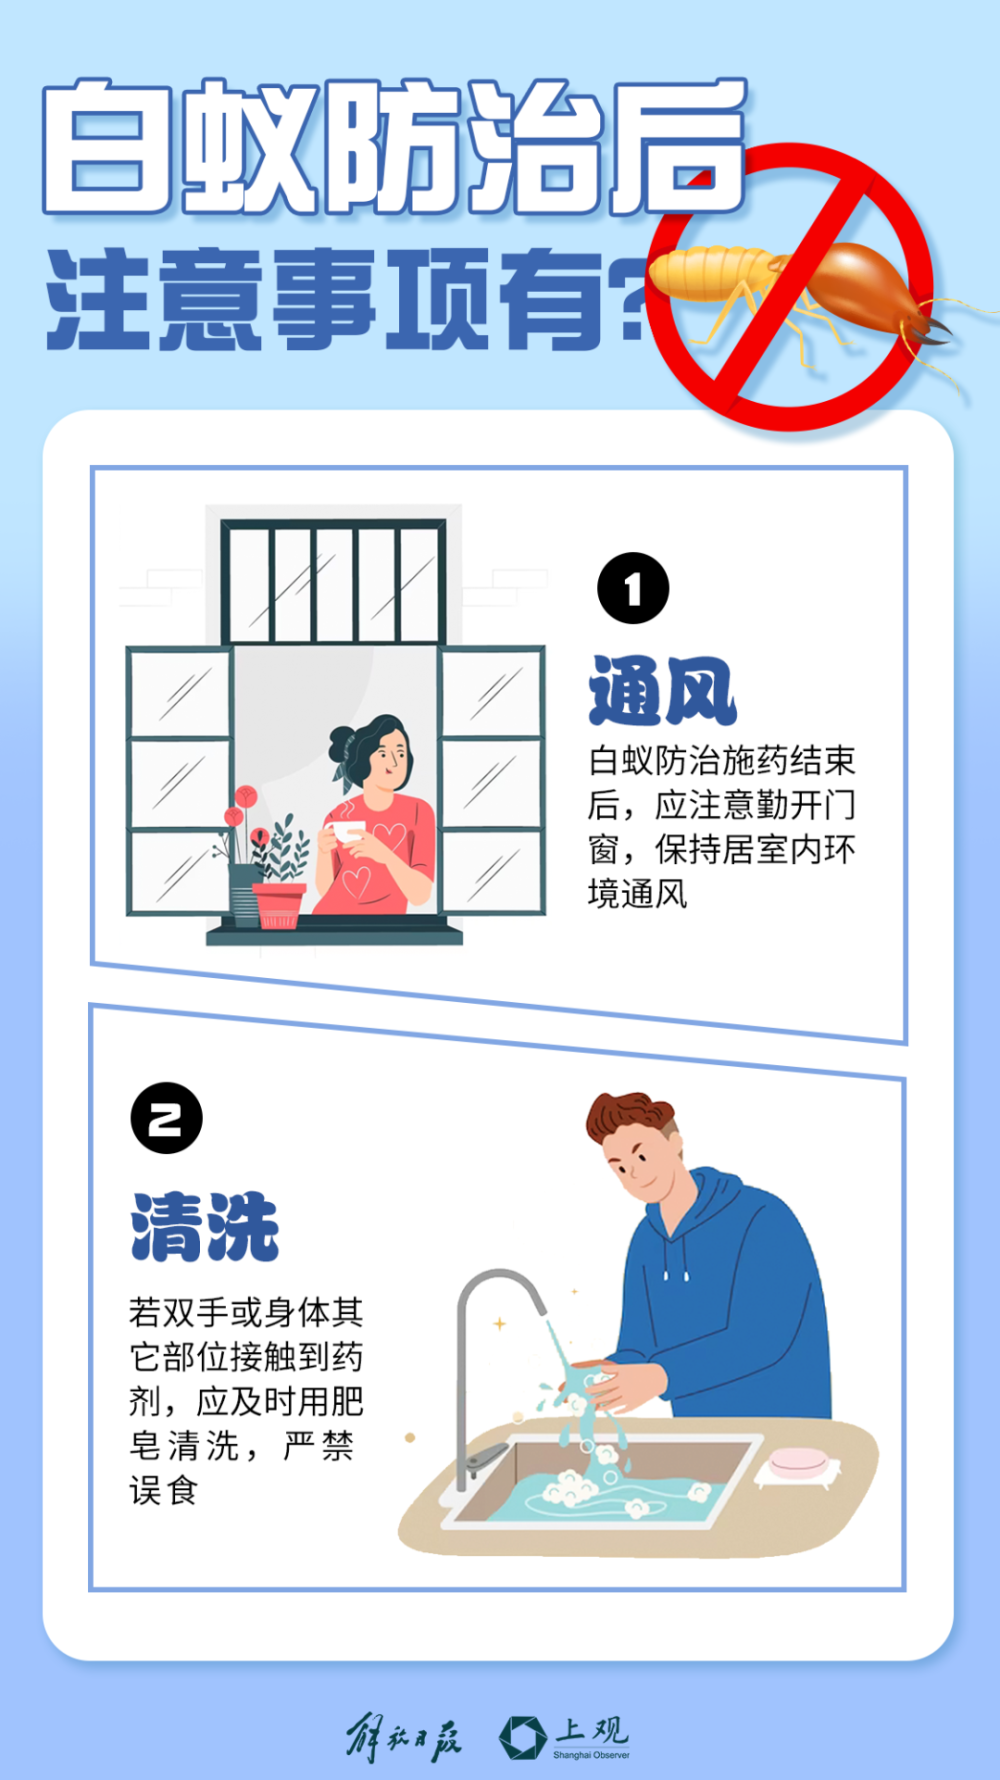 白蚁防治后
注意事项有?
1
通风
白蚁防治施药结束
后，应注意勤开门
窗，保持居室内环
境通风
2
清洗
若双手或身体其
它部位接触到药
剂，应及时用肥
皂清洗，严禁
误食
解放日报
上观
Shanghai Observer